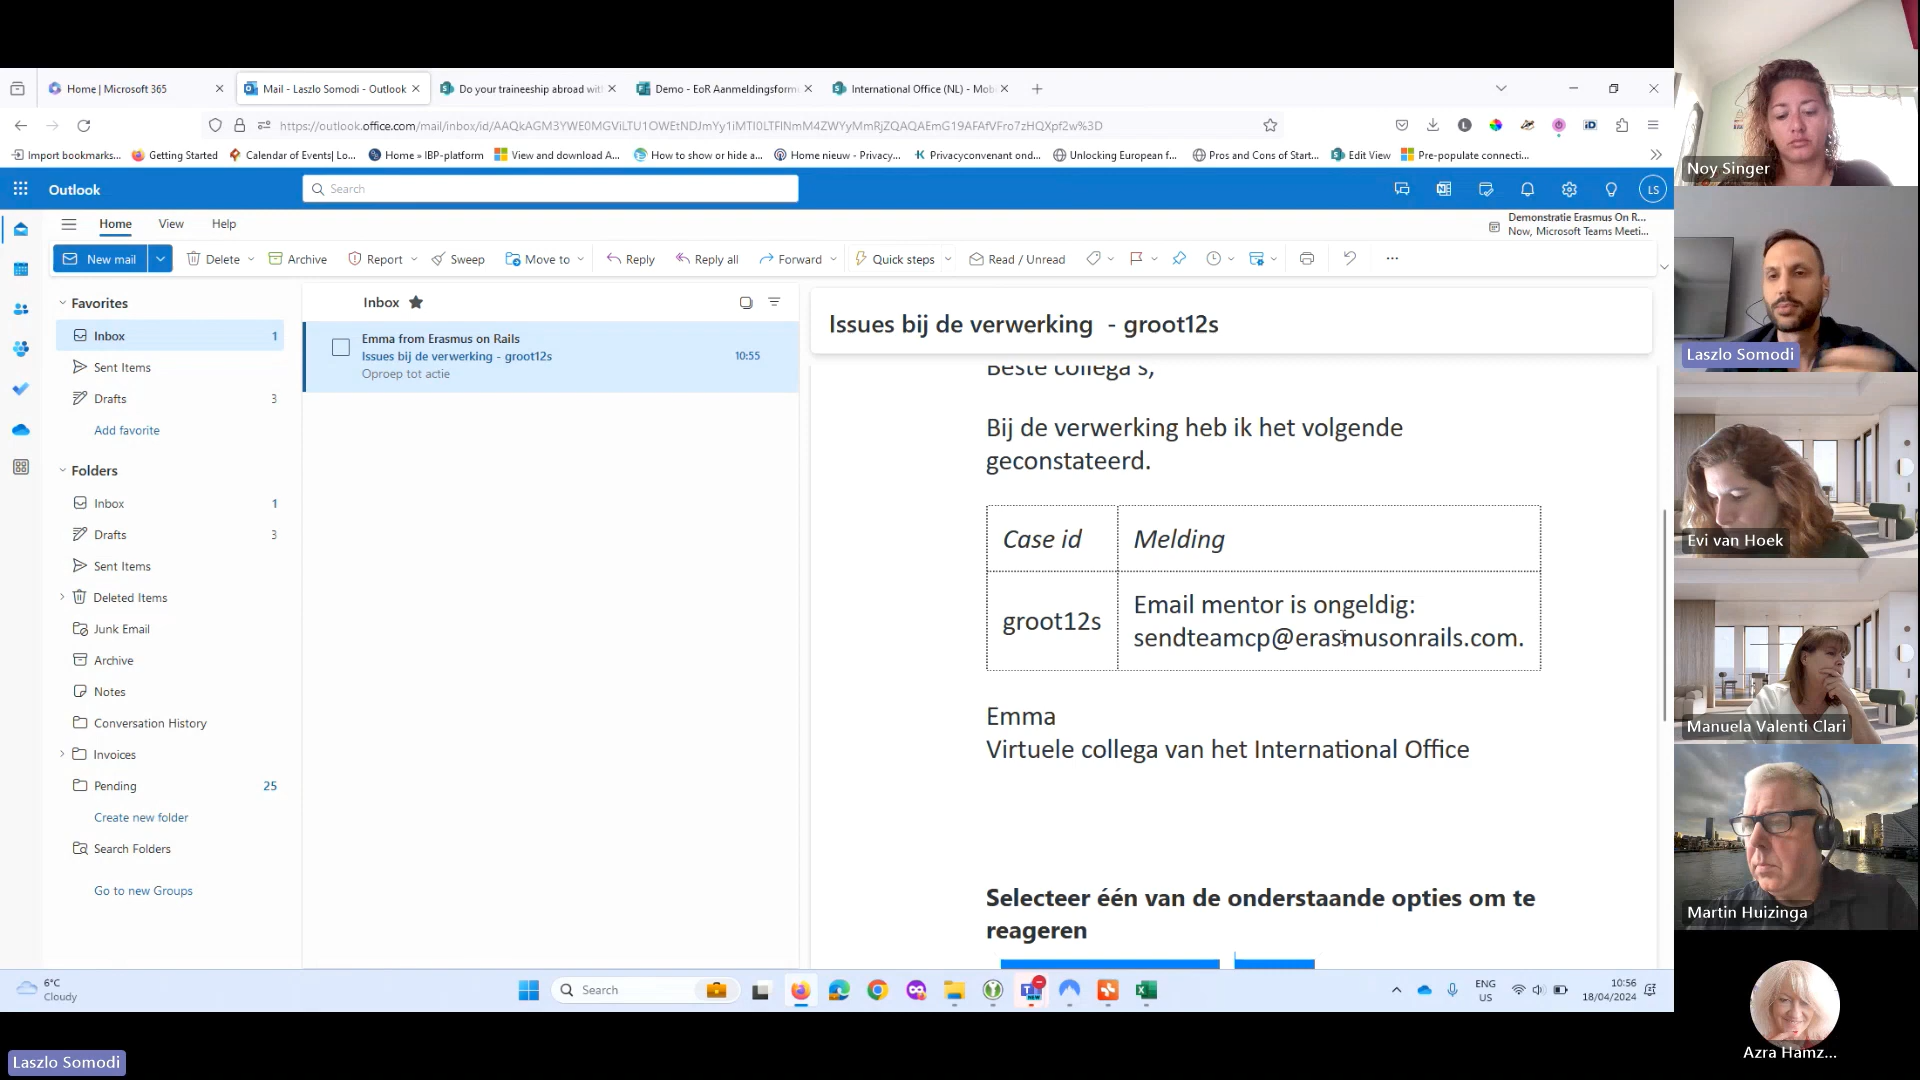 Home | Microsoft 365
Mail - Laszlo Somodi - Outlook
Do your traineeship abroad wit
Demo - EoR Aanmeldingsform
International Office (NL) - Mob
https://outlook.office.com/mail/inbox/id/AAQkAGM3YWE0MGViLTU1OWEtNDJmYy1iMTI0LTFlNmM4ZWYyMmRjZQAQAEmG19AFAfVFro7zHQXpf2w%3D
Import bookmarks...
Getting Started
Calendar of Events| Lo...
Home » IBP-platform
View and download A...
How to show or hide a...
Home nieuw - Privacy...
Privacyconvenant ond...
Unlocking European f...
Pros and Cons of Start...
Edit View
Pre-populate connecti...
Outlook
Search
LS
Home
View
Help
Demonstratie Erasmus On R...
Now, Microsoft Teams Meeti...
New mail
Delete
Archive
Report
Sweep
Move to
Reply
Reply all
Forward
Quick steps
Read / Unread
Favorites
Inbox 1
Sent Items
Drafts 3
Add favorite
Folders
Inbox 1
Drafts 3
Sent Items
Deleted Items
Junk Email
Archive
Notes
Conversation History
Invoices
Pending 25
Create new folder
Search Folders
Go to new Groups
Inbox
Emma from Erasmus on Rails
Issues bij de verwerking - groot12s 10:55
Oproep tot actie
Issues bij de verwerking - groot12s
Beste collega's,
Bij de verwerking heb ik het volgende
geconstateerd.
Case id Melding
groot12s
Email mentor is ongeldig:
sendteamcp@erasmusonrails.com.
Emma
Virtuele collega van het International Office
Selecteer één van de onderstaande opties om te
reageren
6°C
Cloudy
Search
ENG
US
10:56
18/04/2024
Noy Singer
Laszlo Somodi
Evi van Hoek
Manuela Valenti Clari
Martin Huizinga
Azra Hamz...
Laszlo Somodi